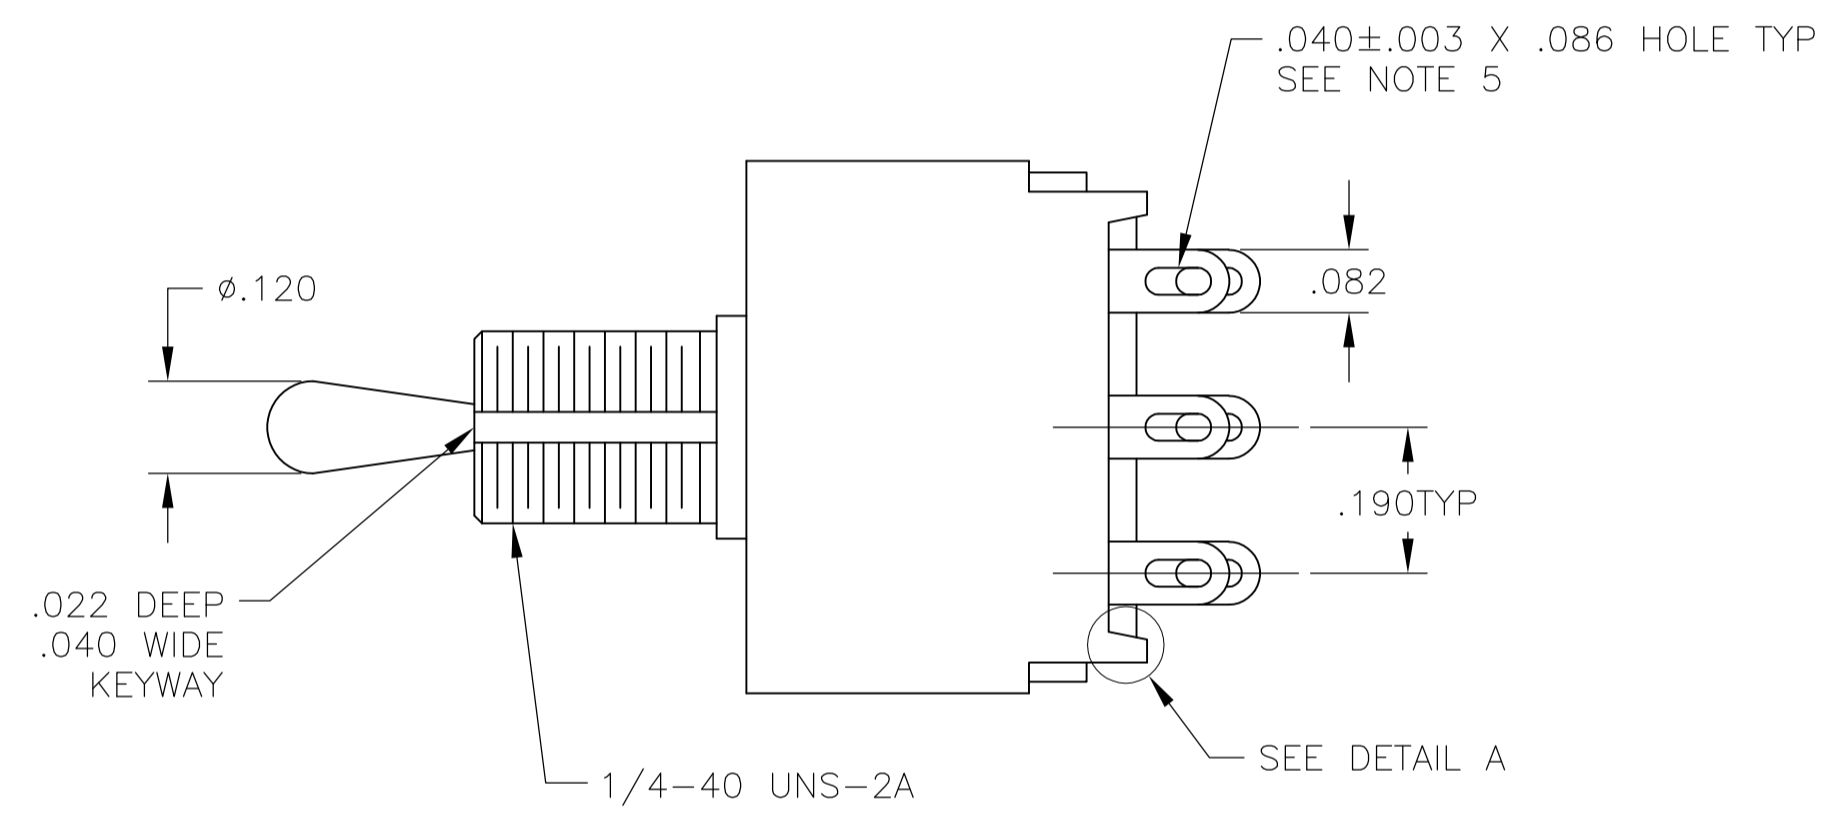 .040±.003 X .086 HOLE TYP
SEE NOTE 5
ø.120
.082
.190TYP
.022 DEEP
.040 WIDE
KEYWAY
1/4-40 UNS-2A
SEE DETAIL A